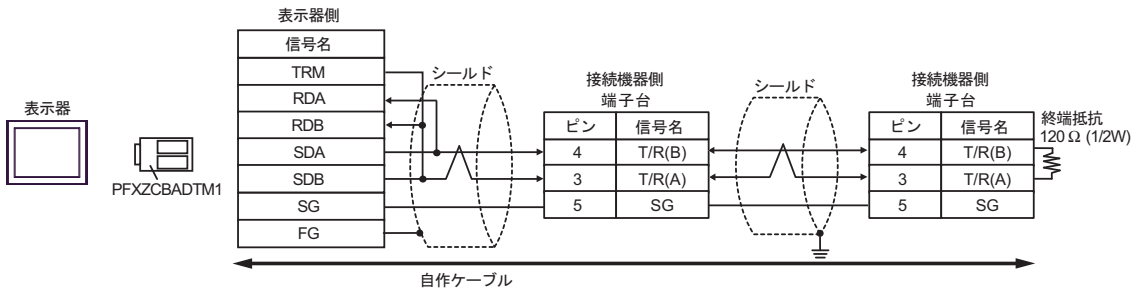 表示器
PFXZCBADTM1
表示器側
信号名
TRM
RDA
RDB
SDA
SDB
SG
FG
シールド
接続機器側
端子台
ピン 信号名
4 T/R(B)
3 T/R(A)
5 SG
シールド
接続機器側
端子台
ピン 信号名
4 T/R(B)
3 T/R(A)
5 SG
終端抵抗
120 Ω (1/2W)
自作ケーブル